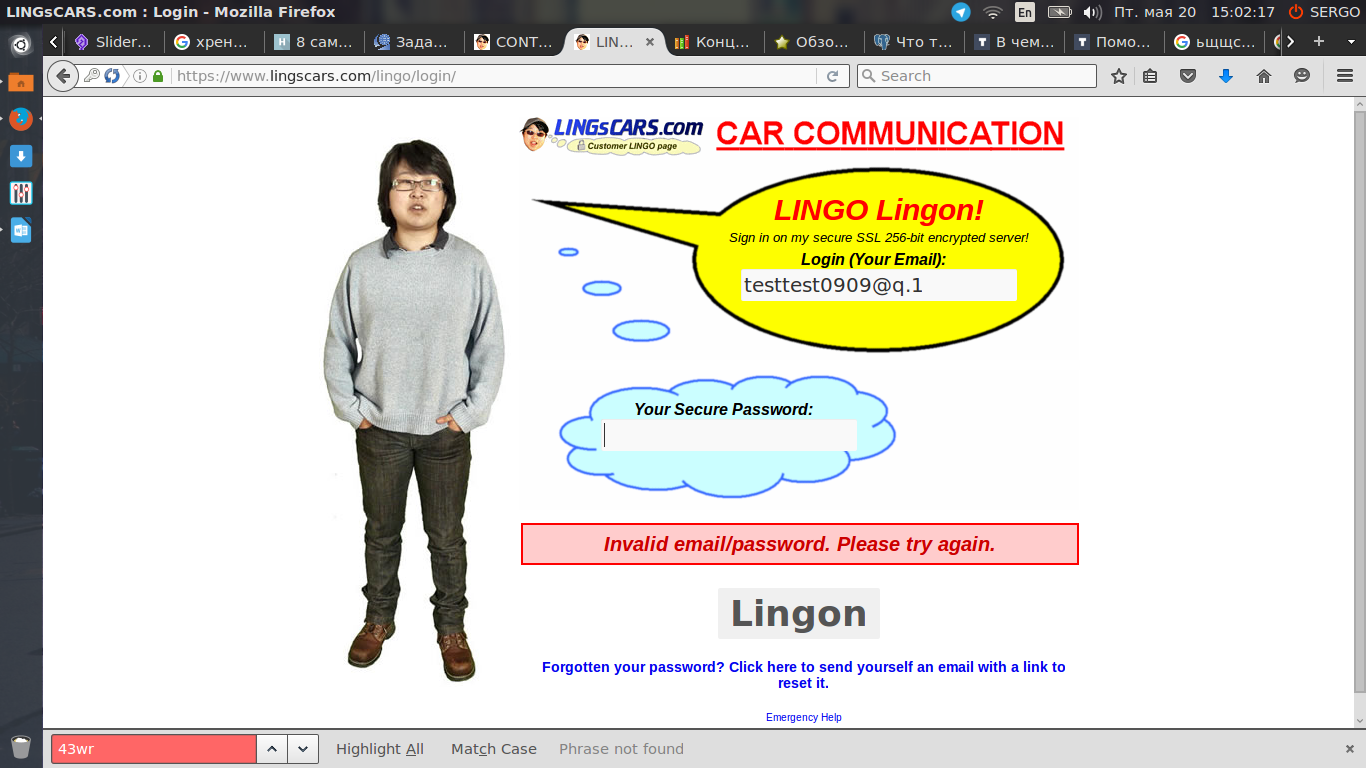 LINGsCARS.com : Login - Mozilla Firefox
En
Пт. мая 20 15:02:17 SERGO
Slider...
хрен...
8 сам...
Зада...
CONT...
LIN...
Конц...
Обзо...
Что т...
В чем...
Помо...
ьщщс...
https://www.lingscars.com/lingo/login/
Search
LINGsCARS.com
Customer LINGO page
CAR COMMUNICATION
LINGO Lingon!
Sign in on my secure SSL 256-bit encrypted server!
Login (Your Email):
testtest0909@q.1
Your Secure Password:
Invalid email/password. Please try again.
Lingon
Forgotten your password? Click here to send yourself an email with a link to
reset it.
Emergency Help
43wr
Highlight All
Match Case
Phrase not found